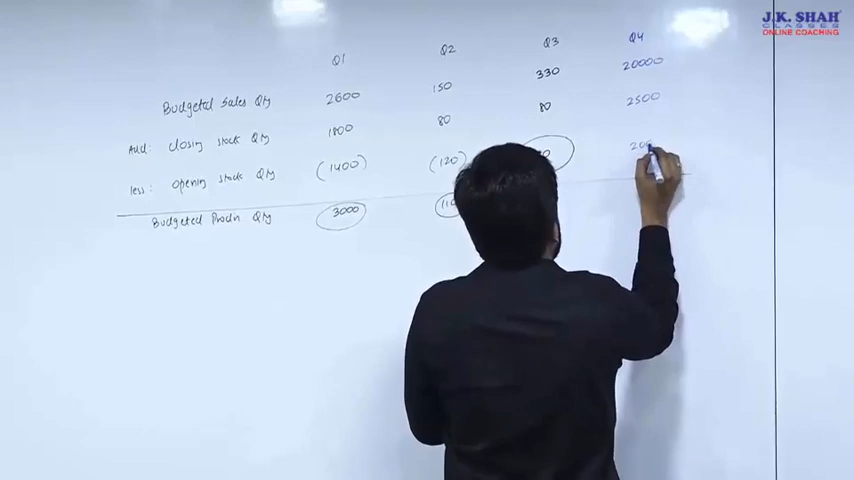 J.K. SHAH
CLASSES
ONLINE COACHING
Q1 Q2 Q3 Q4
Budgeted Sales Qty 2600 150 330 20000
Add: closing stock Qty 1800 80 80 2500
less: opening stock Qty (1400) (120)
Budgeted Prodn Qty 3000